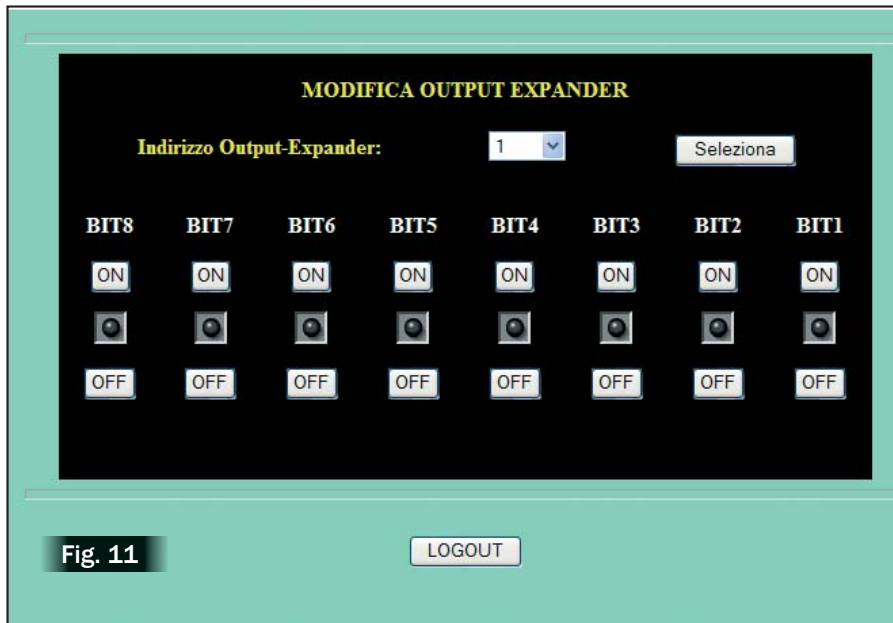 MODIFICA OUTPUT EXPANDER
Indirizzo Output-Expander: 1 Seleziona
BIT8 BIT7 BIT6 BIT5 BIT4 BIT3 BIT2 BIT1
ON ON ON ON ON ON ON ON
OFF OFF OFF OFF OFF OFF OFF OFF
Fig. 11 LOGOUT